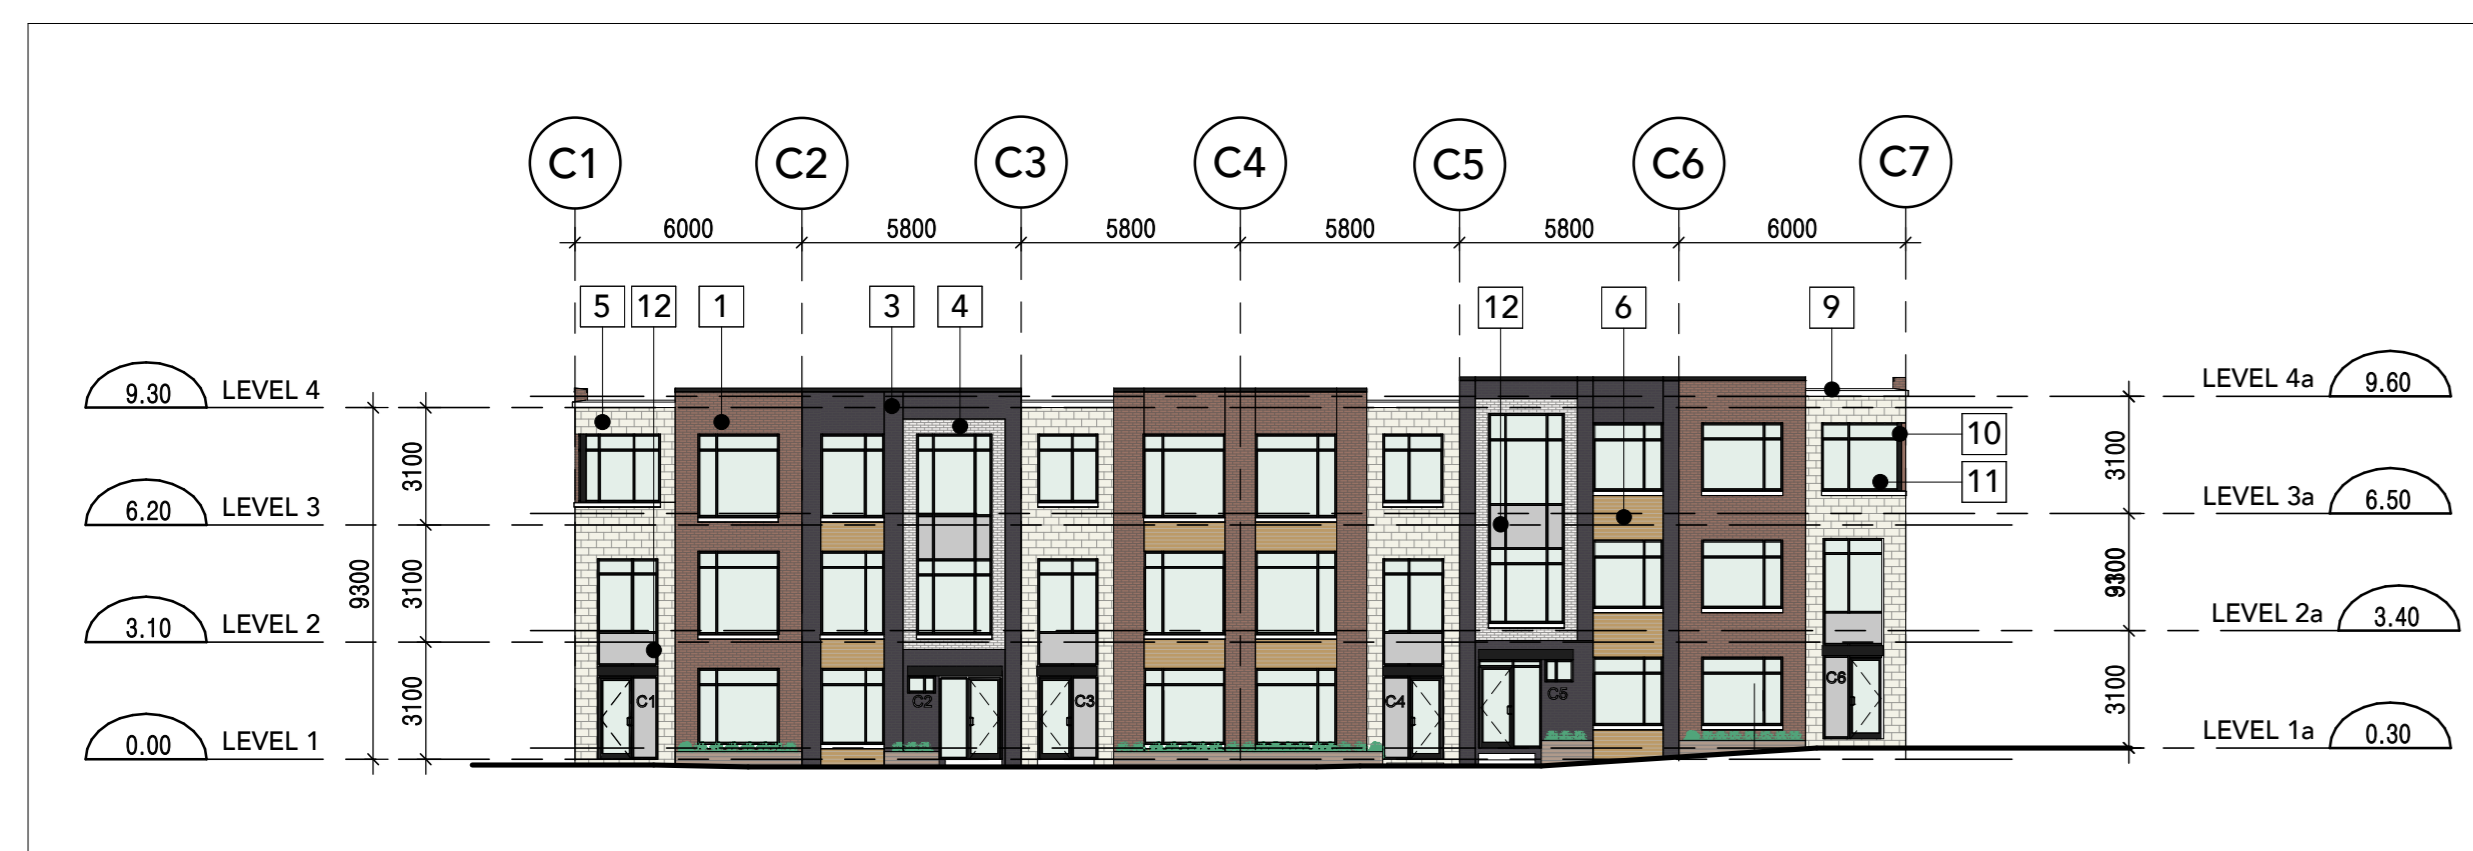 C1 C2 C3 C4 C5 C6 C7
6000 5800 5800 5800 5800 6000
5 12 1 3 4 12 6 9
9.30 LEVEL 4
LEVEL 4a 9.60
10
3100
3100
11
6.20 LEVEL 3
LEVEL 3a 6.50
9300
3100
3.10 LEVEL 2
LEVEL 2a 3.40
3100
3100
C1 C2 C3 C4 C5 C6
0.00 LEVEL 1
LEVEL 1a 0.30